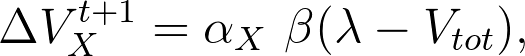 ΔV_X^{t+1} = α_X β(λ − V_{tot}),